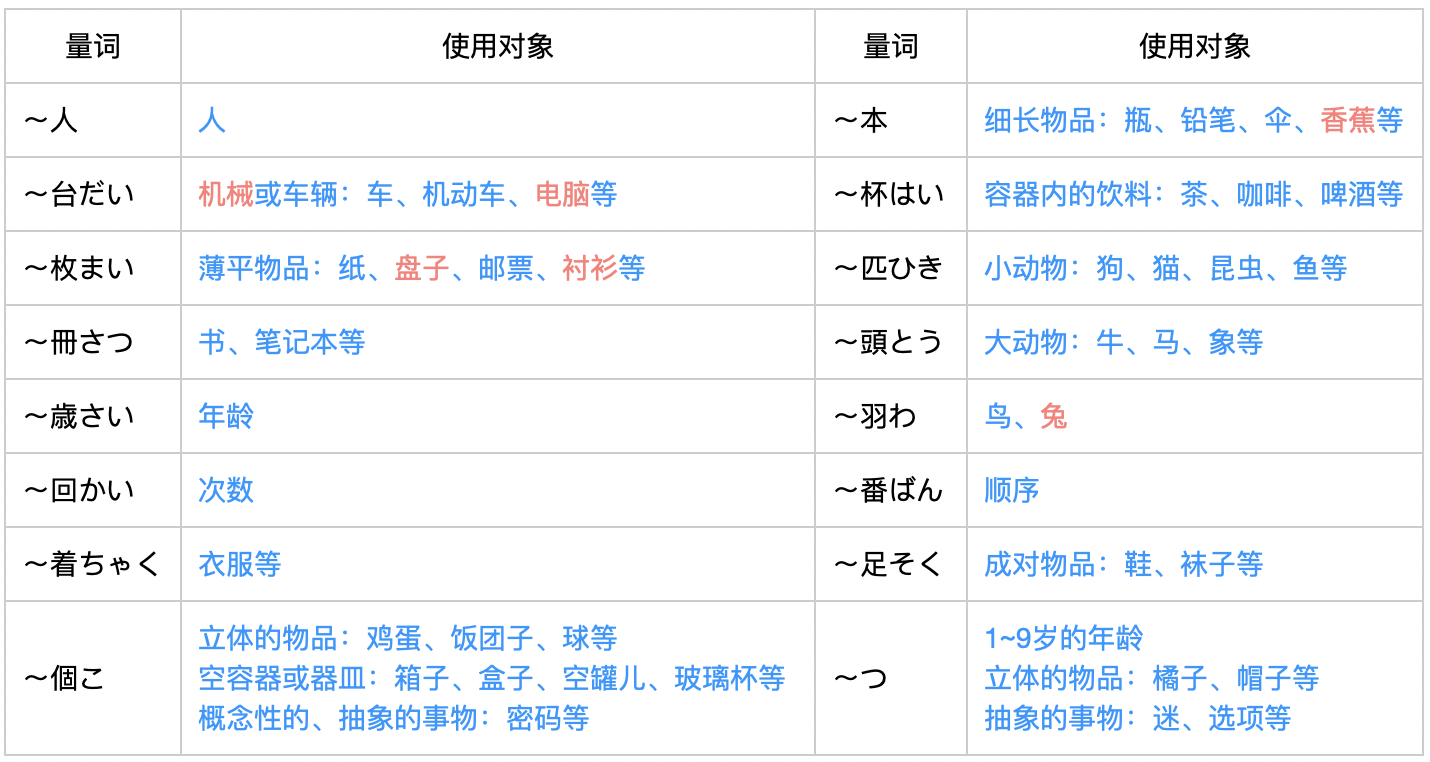 量词 使用对象 量词 使用对象
～人 人 ～本 细长物品：瓶、铅笔、伞、香蕉等
～台だい 机械或车辆：车、机动车、电脑等 ～杯はい 容器内的饮料：茶、咖啡、啤酒等
～枚まい 薄平物品：纸、盘子、邮票、衬衫等 ～匹ひき 小动物：狗、猫、昆虫、鱼等
～冊さつ 书、笔记本等 ～頭とう 大动物：牛、马、象等
～歳さい 年龄 ～羽わ 鸟、兔
～回かい 次数 ～番ばん 顺序
～着ちゃく 衣服等 ～足そく 成对物品：鞋、袜子等
～個こ
立体的物品：鸡蛋、饭团子、球等
空容器或器皿：箱子、盒子、空罐儿、玻璃杯等
概念性的、抽象的事物：密码等
～つ
1~9岁的年龄
立体的物品：橘子、帽子等
抽象的事物：迷、选项等